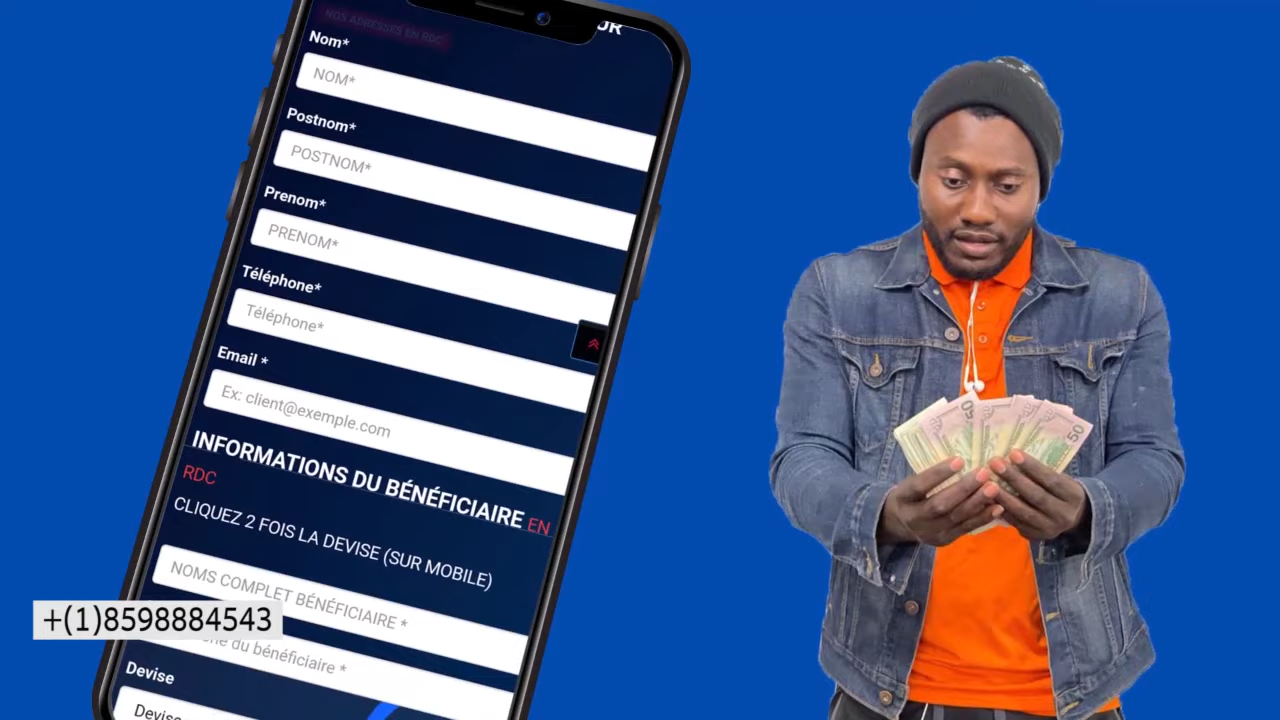 NOS ADRESSES EN RDC
UR
Nom*
NOM*
Postnom*
POSTNOM*
Prenom*
PRENOM*
Téléphone*
Téléphone*
Email *
Ex: client@exemple.com
INFORMATIONS DU BÉNÉFICIAIRE EN
RDC
CLIQUEZ 2 FOIS LA DEVISE (SUR MOBILE)
NOMS COMPLET BÉNÉFICIAIRE *
du bénéficiaire *
+(1)8598884543
Devise
Devise
50
50